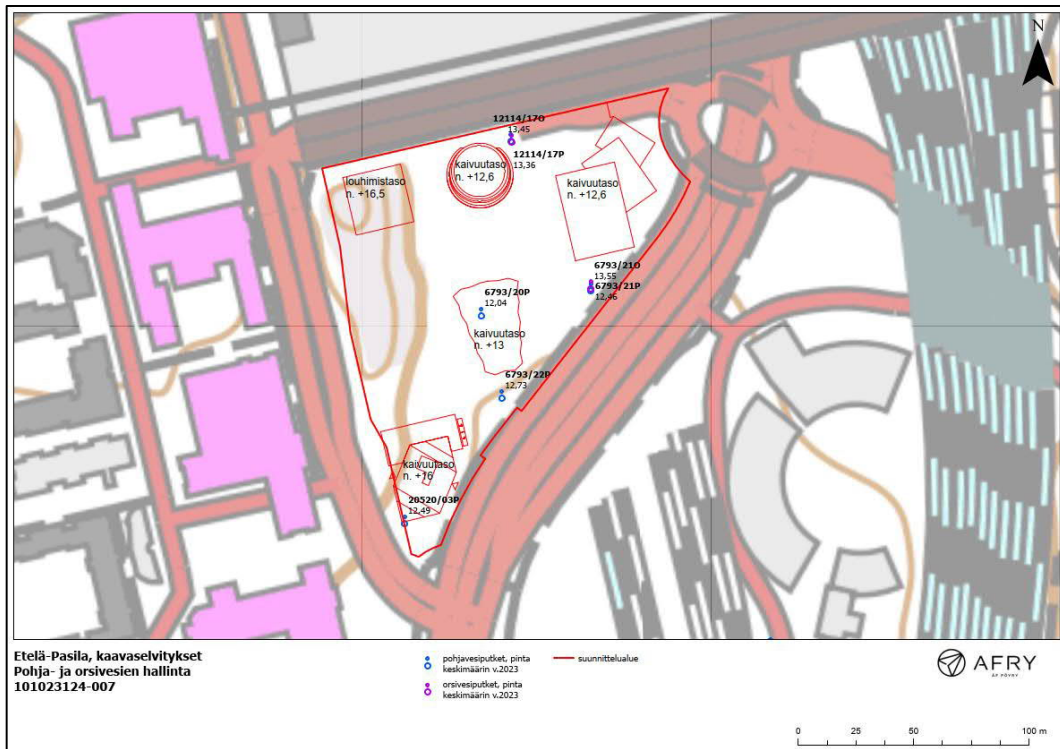 N
12114/17O
13,45
12114/17P
13,36
kaivuutaso
n. +12,6
louhimistaso
n. +16,5
kaivuutaso
n. +12,6
6793/21O
13,55
6793/21P
12,46
6793/20P
12,04
kaivuutaso
n. +13
6793/22P
12,73
kaivuutaso
n. +16
20520/03P
12,49
Etelä-Pasila, kaavaselvitykset
Pohja- ja orsivesien hallinta
101023124-007
pohjavesiputket, pinta
keskimäärin v.2023
orsivesiputket, pinta
keskimäärin v.2023
suunnittelualue
AFRY
ÅF PÖYRY
0 25 50 100 m